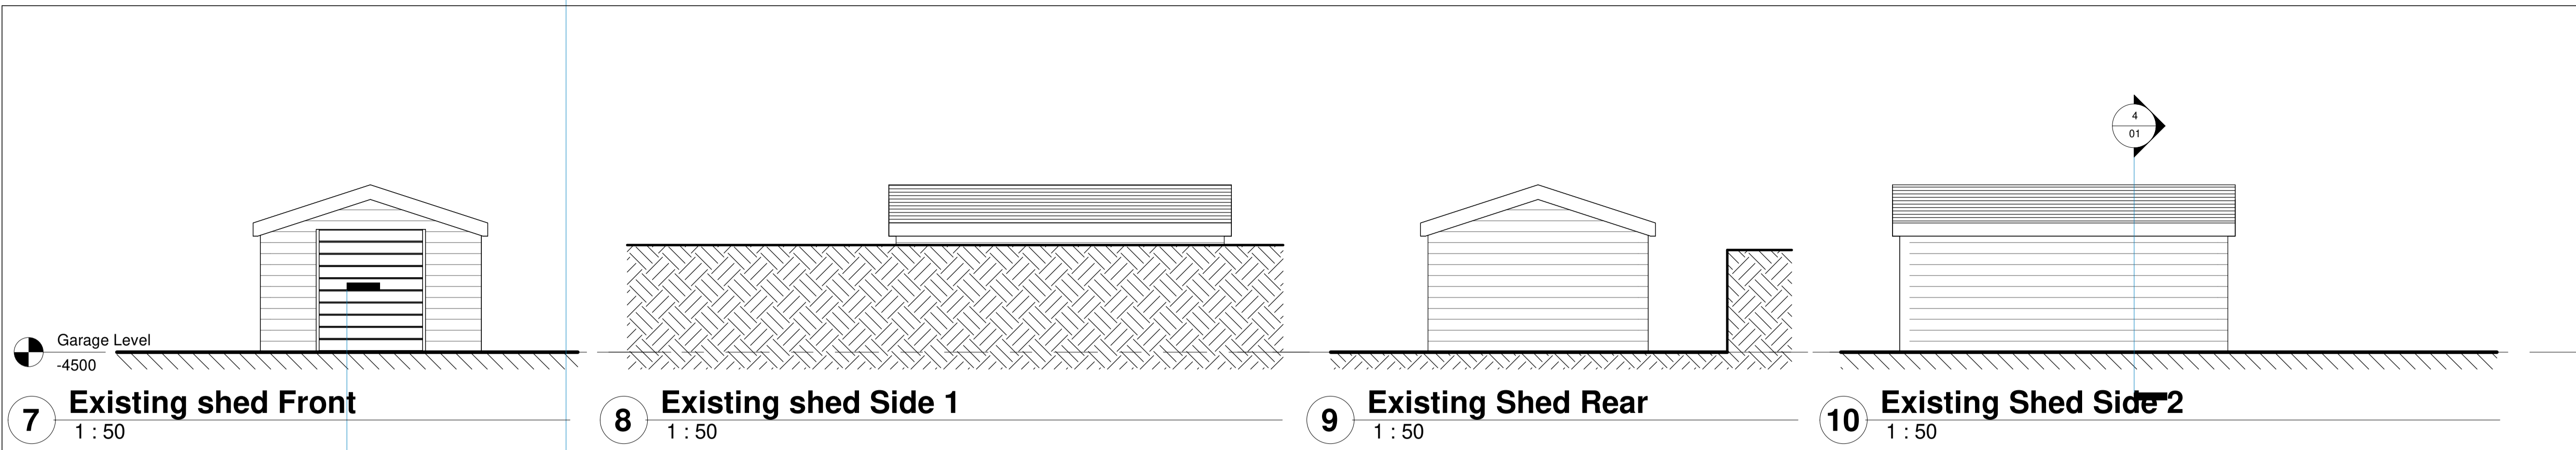 4
01
Garage Level
-4500
7
Existing shed Front
1 : 50
8
Existing shed Side 1
1 : 50
9
Existing Shed Rear
1 : 50
10
Existing Shed Side 2
1 : 50